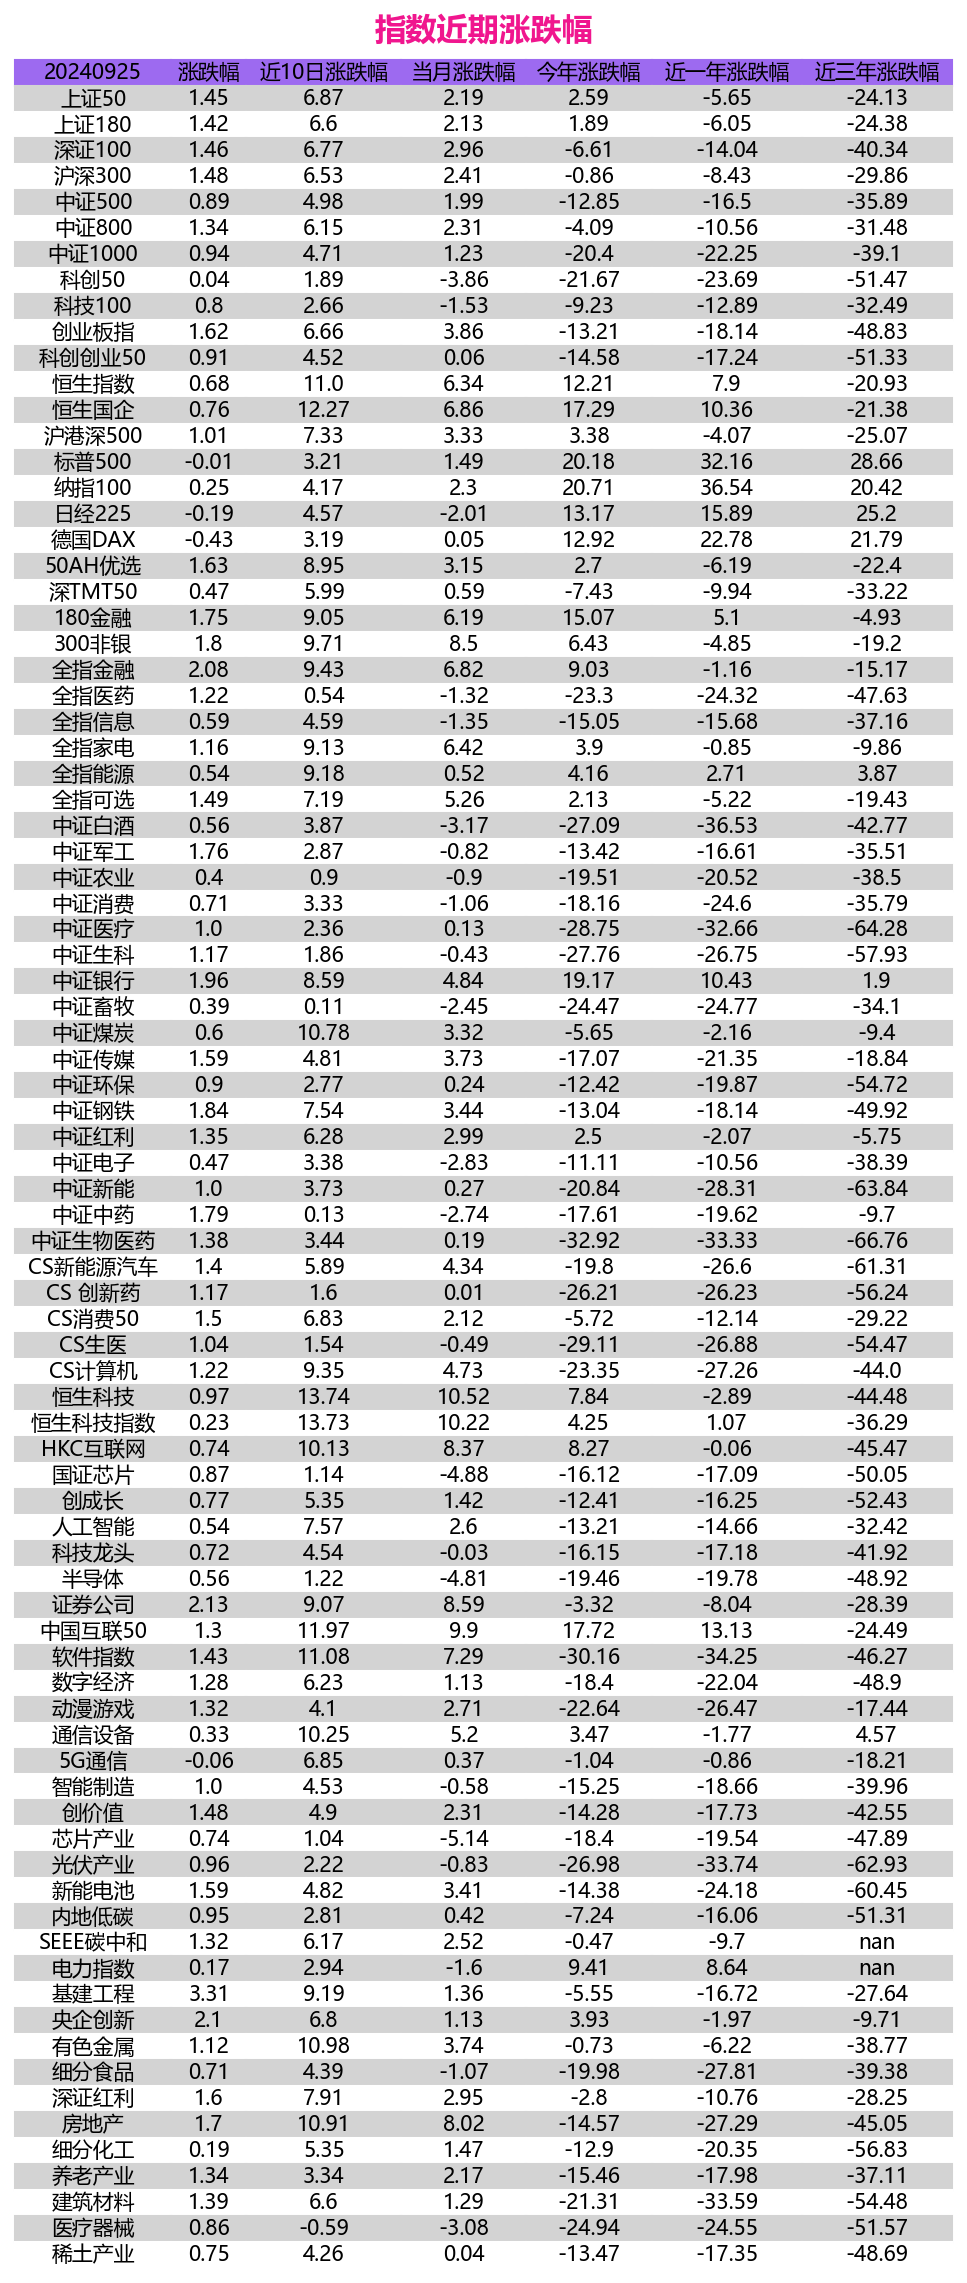 指数近期涨跌幅
20240925 涨跌幅 近10日涨跌幅 当月涨跌幅 今年涨跌幅 近一年涨跌幅 近三年涨跌幅
上证50 1.45 6.87 2.19 2.59 -5.65 -24.13
上证180 1.42 6.6 2.13 1.89 -6.05 -24.38
深证100 1.46 6.77 2.96 -6.61 -14.04 -40.34
沪深300 1.48 6.53 2.41 -0.86 -8.43 -29.86
中证500 0.89 4.98 1.99 -12.85 -16.5 -35.89
中证800 1.34 6.15 2.31 -4.09 -10.56 -31.48
中证1000 0.94 4.71 1.23 -20.4 -22.25 -39.1
科创50 0.04 1.89 -3.86 -21.67 -23.69 -51.47
科技100 0.8 2.66 -1.53 -9.23 -12.89 -32.49
创业板指 1.62 6.66 3.86 -13.21 -18.14 -48.83
科创创业50 0.91 4.52 0.06 -14.58 -17.24 -51.33
恒生指数 0.68 11.0 6.34 12.21 7.9 -20.93
恒生国企 0.76 12.27 6.86 17.29 10.36 -21.38
沪港深500 1.01 7.33 3.33 3.38 -4.07 -25.07
标普500 -0.01 3.21 1.49 20.18 32.16 28.66
纳指100 0.25 4.17 2.3 20.71 36.54 20.42
日经225 -0.19 4.57 -2.01 13.17 15.89 25.2
德国DAX -0.43 3.19 0.05 12.92 22.78 21.79
50AH优选 1.63 8.95 3.15 2.7 -6.19 -22.4
深TMT50 0.47 5.99 0.59 -7.43 -9.94 -33.22
180金融 1.75 9.05 6.19 15.07 5.1 -4.93
300非银 1.8 9.71 8.5 6.43 -4.85 -19.2
全指金融 2.08 9.43 6.82 9.03 -1.16 -15.17
全指医药 1.22 0.54 -1.32 -23.3 -24.32 -47.63
全指信息 0.59 4.59 -1.35 -15.05 -15.68 -37.16
全指家电 1.16 9.13 6.42 3.9 -0.85 -9.86
全指能源 0.54 9.18 0.52 4.16 2.71 3.87
全指可选 1.49 7.19 5.26 2.13 -5.22 -19.43
中证白酒 0.56 3.87 -3.17 -27.09 -36.53 -42.77
中证军工 1.76 2.87 -0.82 -13.42 -16.61 -35.51
中证农业 0.4 0.9 -0.9 -19.51 -20.52 -38.5
中证消费 0.71 3.33 -1.06 -18.16 -24.6 -35.79
中证医疗 1.0 2.36 0.13 -28.75 -32.66 -64.28
中证生科 1.17 1.86 -0.43 -27.76 -26.75 -57.93
中证银行 1.96 8.59 4.84 19.17 10.43 1.9
中证畜牧 0.39 0.11 -2.45 -24.47 -24.77 -34.1
中证煤炭 0.6 10.78 3.32 -5.65 -2.16 -9.4
中证传媒 1.59 4.81 3.73 -17.07 -21.35 -18.84
中证环保 0.9 2.77 0.24 -12.42 -19.87 -54.72
中证钢铁 1.84 7.54 3.44 -13.04 -18.14 -49.92
中证红利 1.35 6.28 2.99 2.5 -2.07 -5.75
中证电子 0.47 3.38 -2.83 -11.11 -10.56 -38.39
中证新能 1.0 3.73 0.27 -20.84 -28.31 -63.84
中证中药 1.79 0.13 -2.74 -17.61 -19.62 -9.7
中证生物医药 1.38 3.44 0.19 -32.92 -33.33 -66.76
CS新能源汽车 1.4 5.89 4.34 -19.8 -26.6 -61.31
CS 创新药 1.17 1.6 0.01 -26.21 -26.23 -56.24
CS消费50 1.5 6.83 2.12 -5.72 -12.14 -29.22
CS生医 1.04 1.54 -0.49 -29.11 -26.88 -54.47
CS计算机 1.22 9.35 4.73 -23.35 -27.26 -44.0
恒生科技 0.97 13.74 10.52 7.84 -2.89 -44.48
恒生科技指数 0.23 13.73 10.22 4.25 1.07 -36.29
HKC互联网 0.74 10.13 8.37 8.27 -0.06 -45.47
国证芯片 0.87 1.14 -4.88 -16.12 -17.09 -50.05
创成长 0.77 5.35 1.42 -12.41 -16.25 -52.43
人工智能 0.54 7.57 2.6 -13.21 -14.66 -32.42
科技龙头 0.72 4.54 -0.03 -16.15 -17.18 -41.92
半导体 0.56 1.22 -4.81 -19.46 -19.78 -48.92
证券公司 2.13 9.07 8.59 -3.32 -8.04 -28.39
中国互联50 1.3 11.97 9.9 17.72 13.13 -24.49
软件指数 1.43 11.08 7.29 -30.16 -34.25 -46.27
数字经济 1.28 6.23 1.13 -18.4 -22.04 -48.9
动漫游戏 1.32 4.1 2.71 -22.64 -26.47 -17.44
通信设备 0.33 10.25 5.2 3.47 -1.77 4.57
5G通信 -0.06 6.85 0.37 -1.04 -0.86 -18.21
智能制造 1.0 4.53 -0.58 -15.25 -18.66 -39.96
创价值 1.48 4.9 2.31 -14.28 -17.73 -42.55
芯片产业 0.74 1.04 -5.14 -18.4 -19.54 -47.89
光伏产业 0.96 2.22 -0.83 -26.98 -33.74 -62.93
新能电池 1.59 4.82 3.41 -14.38 -24.18 -60.45
内地低碳 0.95 2.81 0.42 -7.24 -16.06 -51.31
SEEE碳中和 1.32 6.17 2.52 -0.47 -9.7 nan
电力指数 0.17 2.94 -1.6 9.41 8.64 nan
基建工程 3.31 9.19 1.36 -5.55 -16.72 -27.64
央企创新 2.1 6.8 1.13 3.93 -1.97 -9.71
有色金属 1.12 10.98 3.74 -0.73 -6.22 -38.77
细分食品 0.71 4.39 -1.07 -19.98 -27.81 -39.38
深证红利 1.6 7.91 2.95 -2.8 -10.76 -28.25
房地产 1.7 10.91 8.02 -14.57 -27.29 -45.05
细分化工 0.19 5.35 1.47 -12.9 -20.35 -56.83
养老产业 1.34 3.34 2.17 -15.46 -17.98 -37.11
建筑材料 1.39 6.6 1.29 -21.31 -33.59 -54.48
医疗器械 0.86 -0.59 -3.08 -24.94 -24.55 -51.57
稀土产业 0.75 4.26 0.04 -13.47 -17.35 -48.69